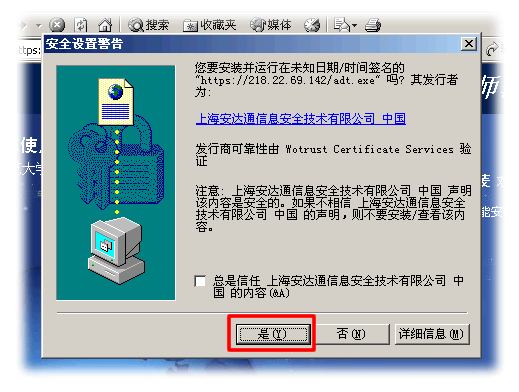 搜索 收藏夹 媒体
ttps:
安全设置警告
师
使
大学
您要安装并运行在未知日期/时间签名的
"https://218.22.69.142/adt.exe" 吗? 其发行者
为:
上海安达通信息安全技术有限公司 中国
发行商可靠性由 Wotrust Certificate Services 验
证
注意: 上海安达通信息安全技术有限公司 中国 声明
该内容是安全的。如果不相信 上海安达通信息安全
技术有限公司 中国 的声明，则不要安装/查看该内
容。
能安
总是信任 上海安达通信息安全技术有限公司 中
国 的内容(&A)
是(Y) 否(N) 详细信息(M)